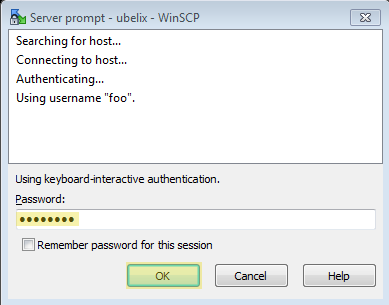 Server prompt - ubelix - WinSCP
Searching for host...
Connecting to host...
Authenticating...
Using username "foo".
Using keyboard-interactive authentication.
Password:
●●●●●●●●
Remember password for this session
OK Cancel Help